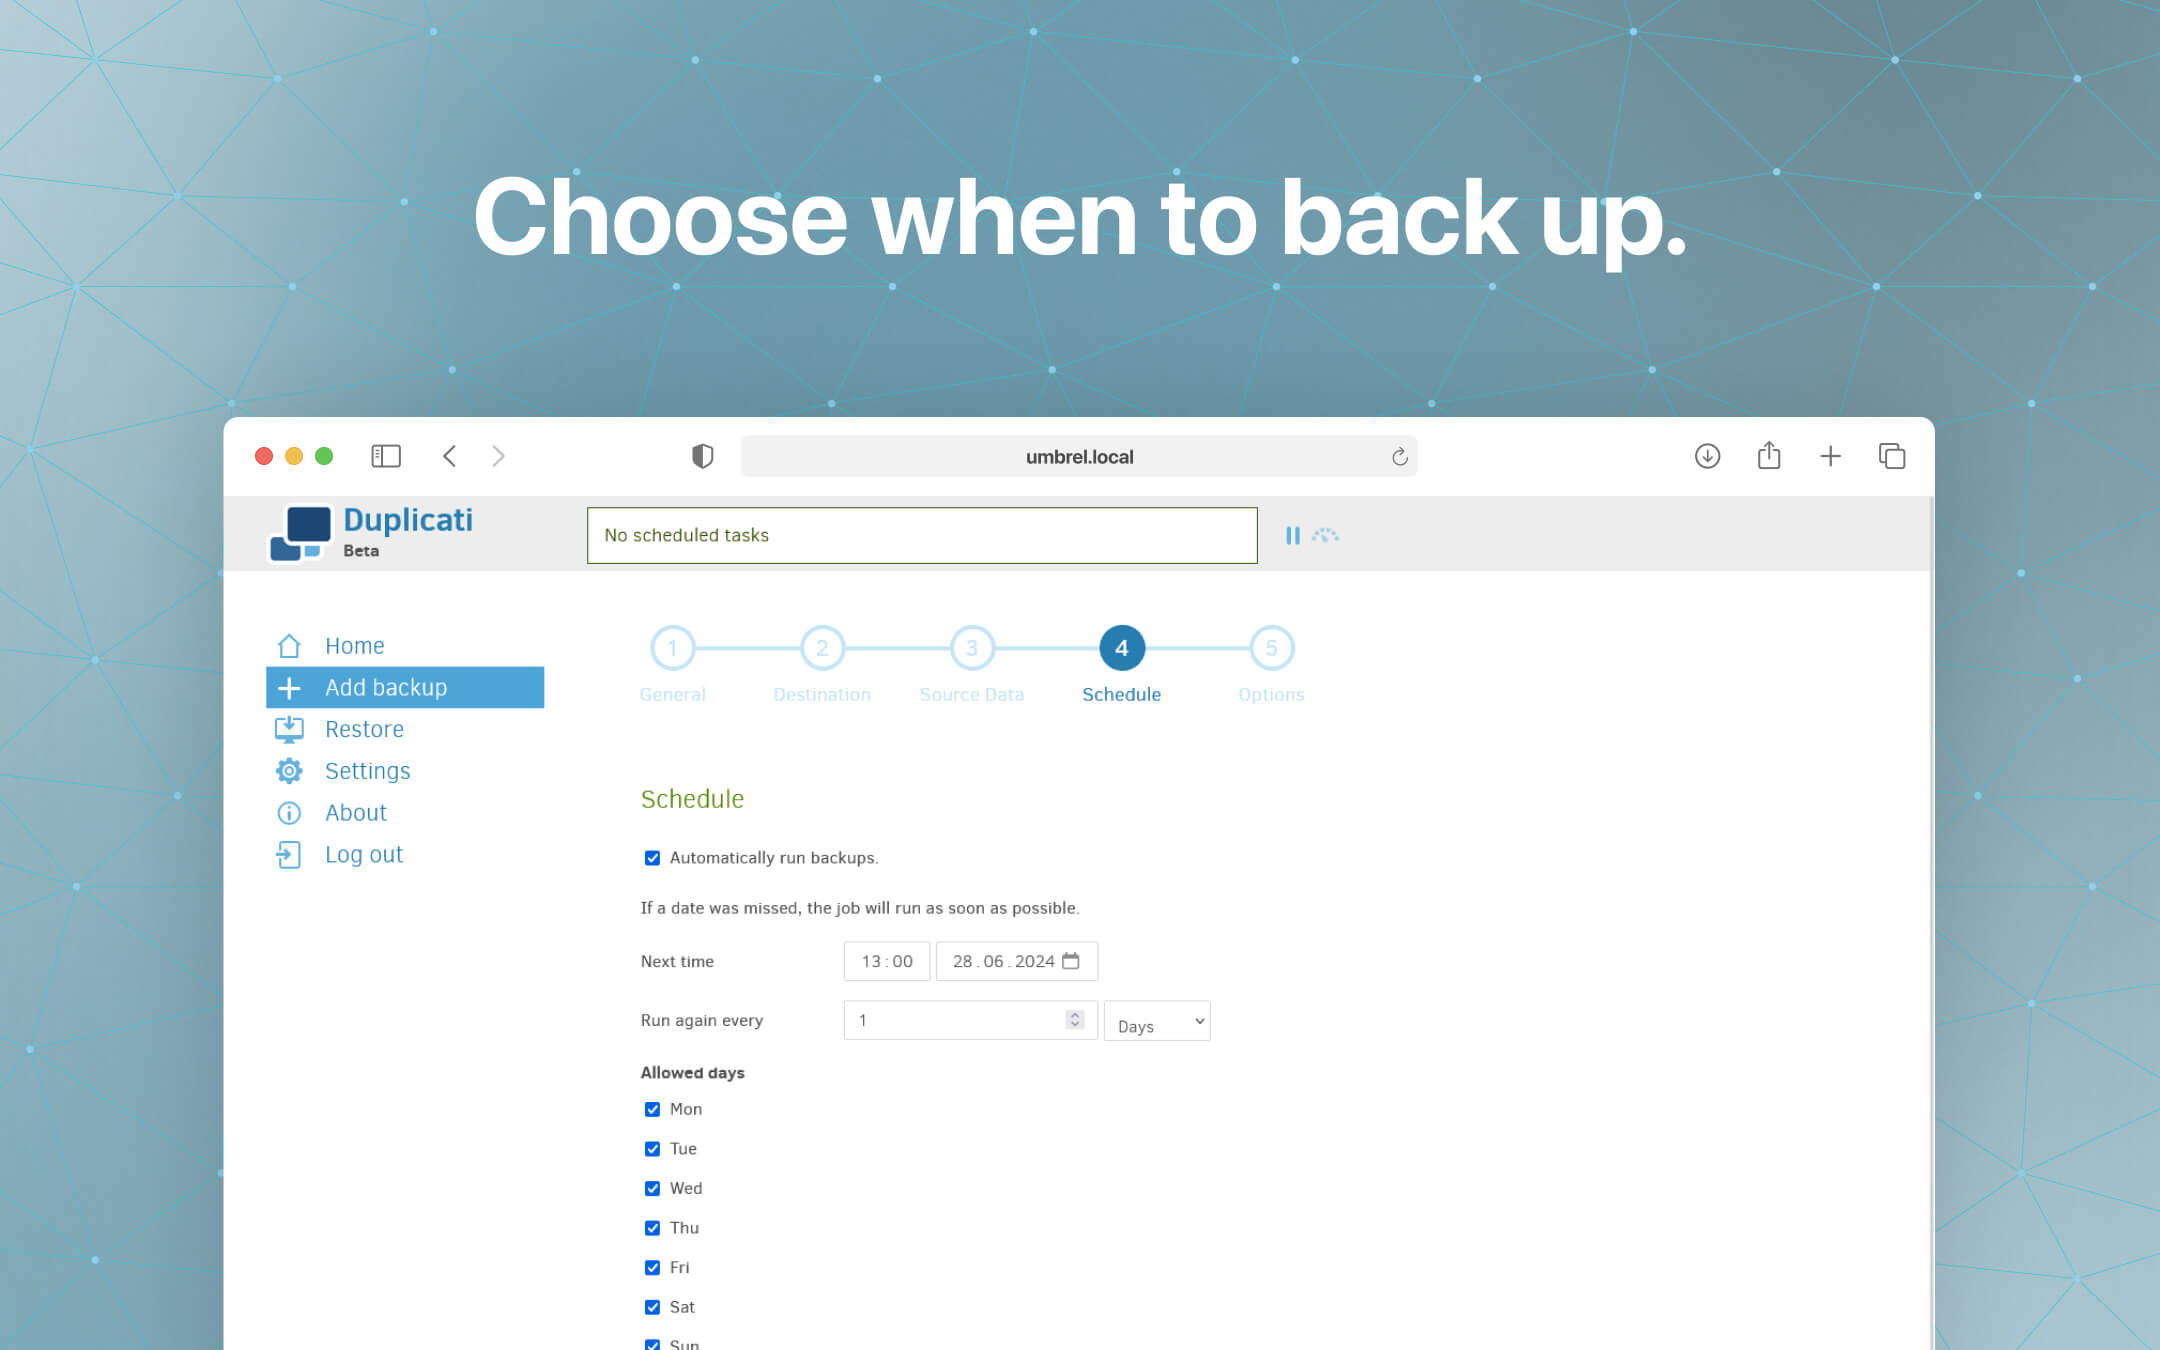 Choose when to back up.
umbrel.local
Duplicati
Beta
No scheduled tasks
Home
Add backup
Restore
Settings
About
Log out
1 2 3 4 5
General Destination Source Data Schedule Options
Schedule
Automatically run backups.
If a date was missed, the job will run as soon as possible.
Next time 13:00 28.06.2024
Run again every 1 Days
Allowed days
Mon
Tue
Wed
Thu
Fri
Sat
Sun